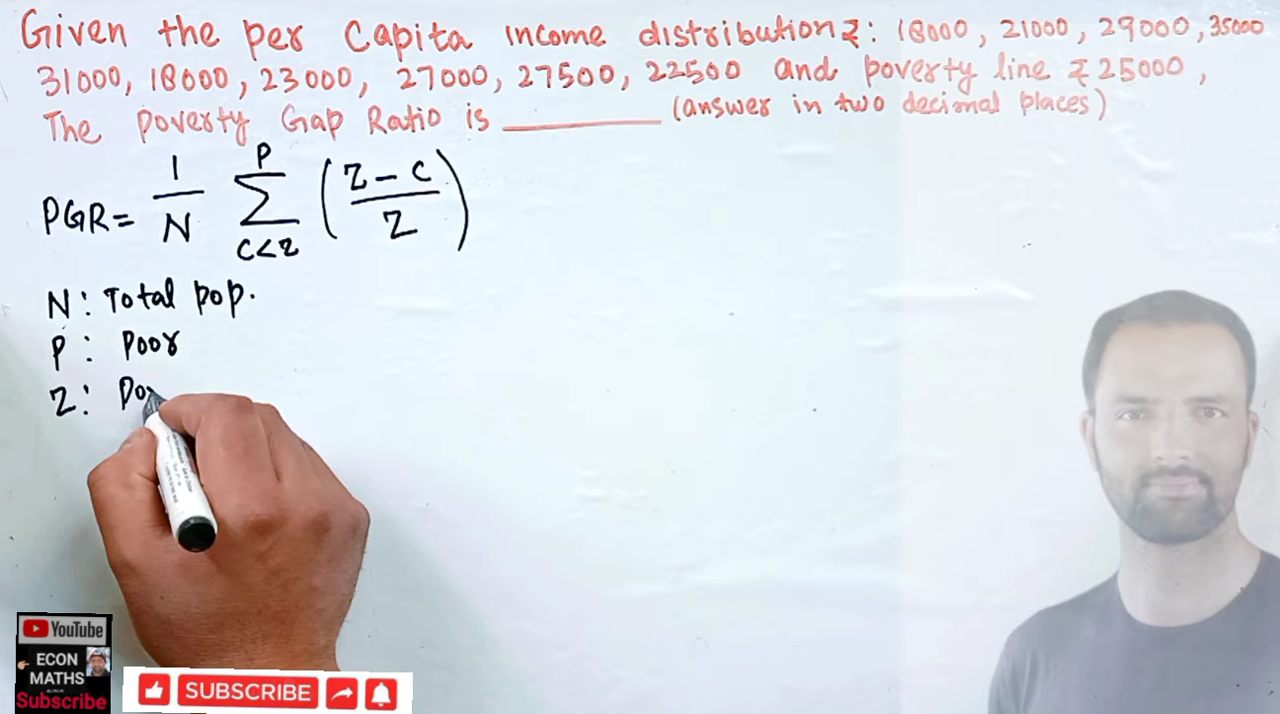 Given the per Capita income distribution₹: 18000, 21000, 29000, 35000
31000, 18000, 23000, 27000, 27500, 22500 and poverty line ₹25000,
The poverty Gap Ratio is ________ (answer in two decimal places)
PGR = 1/N P∑C<Z (Z-C/Z)
N: Total pop.
P: Poor
Z: Po
YouTube
ECON
MATHS
Subscribe
SUBSCRIBE